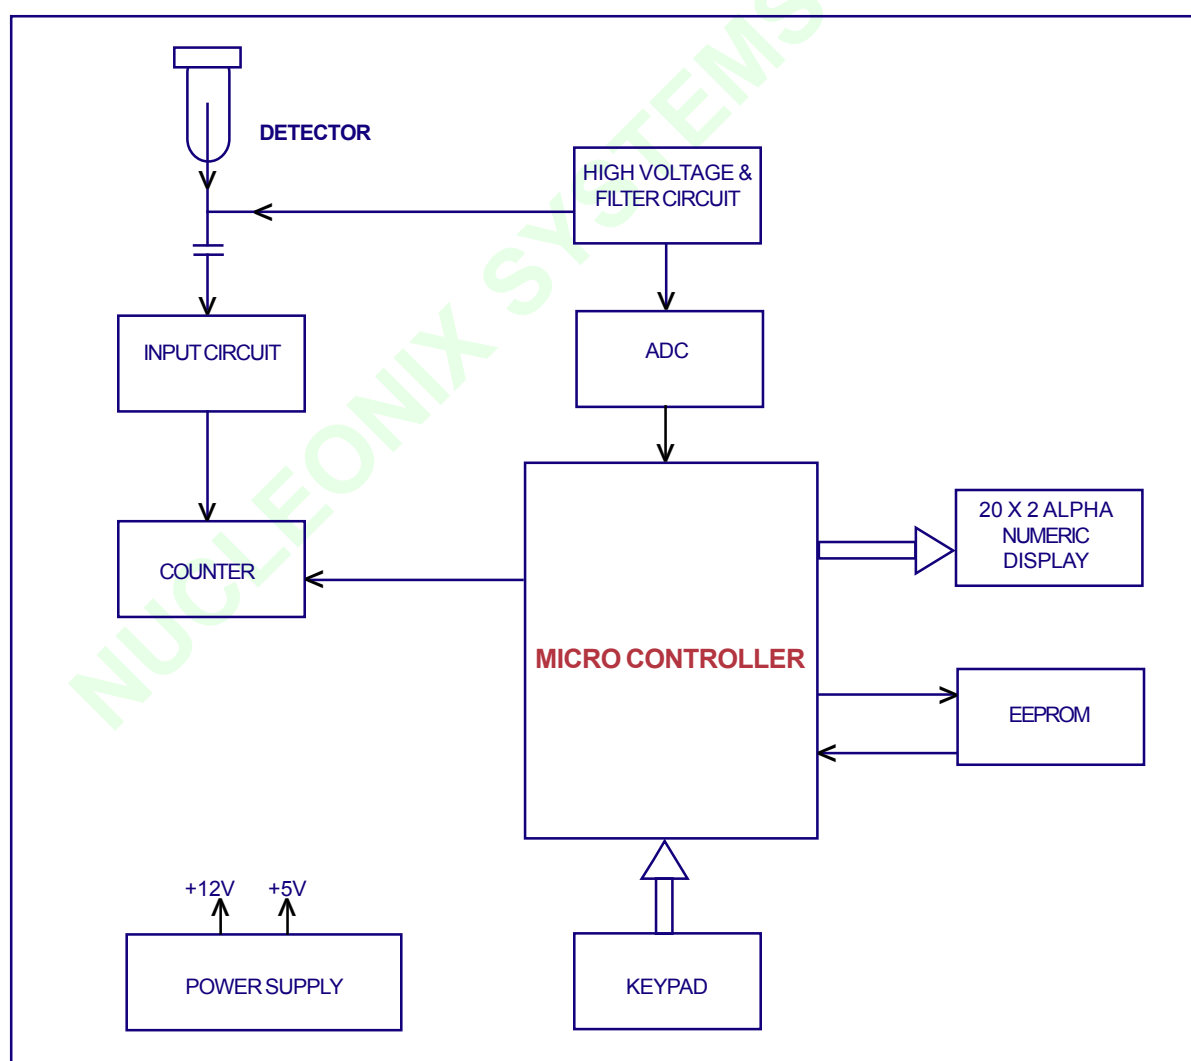 DETECTOR
HIGH VOLTAGE &
FILTER CIRCUIT
INPUT CIRCUIT
ADC
COUNTER
20 X 2 ALPHA
NUMERIC
DISPLAY
MICRO CONTROLLER
EEPROM
+12V +5V
POWER SUPPLY
KEYPAD
NUCLEONIX SYSTEMS